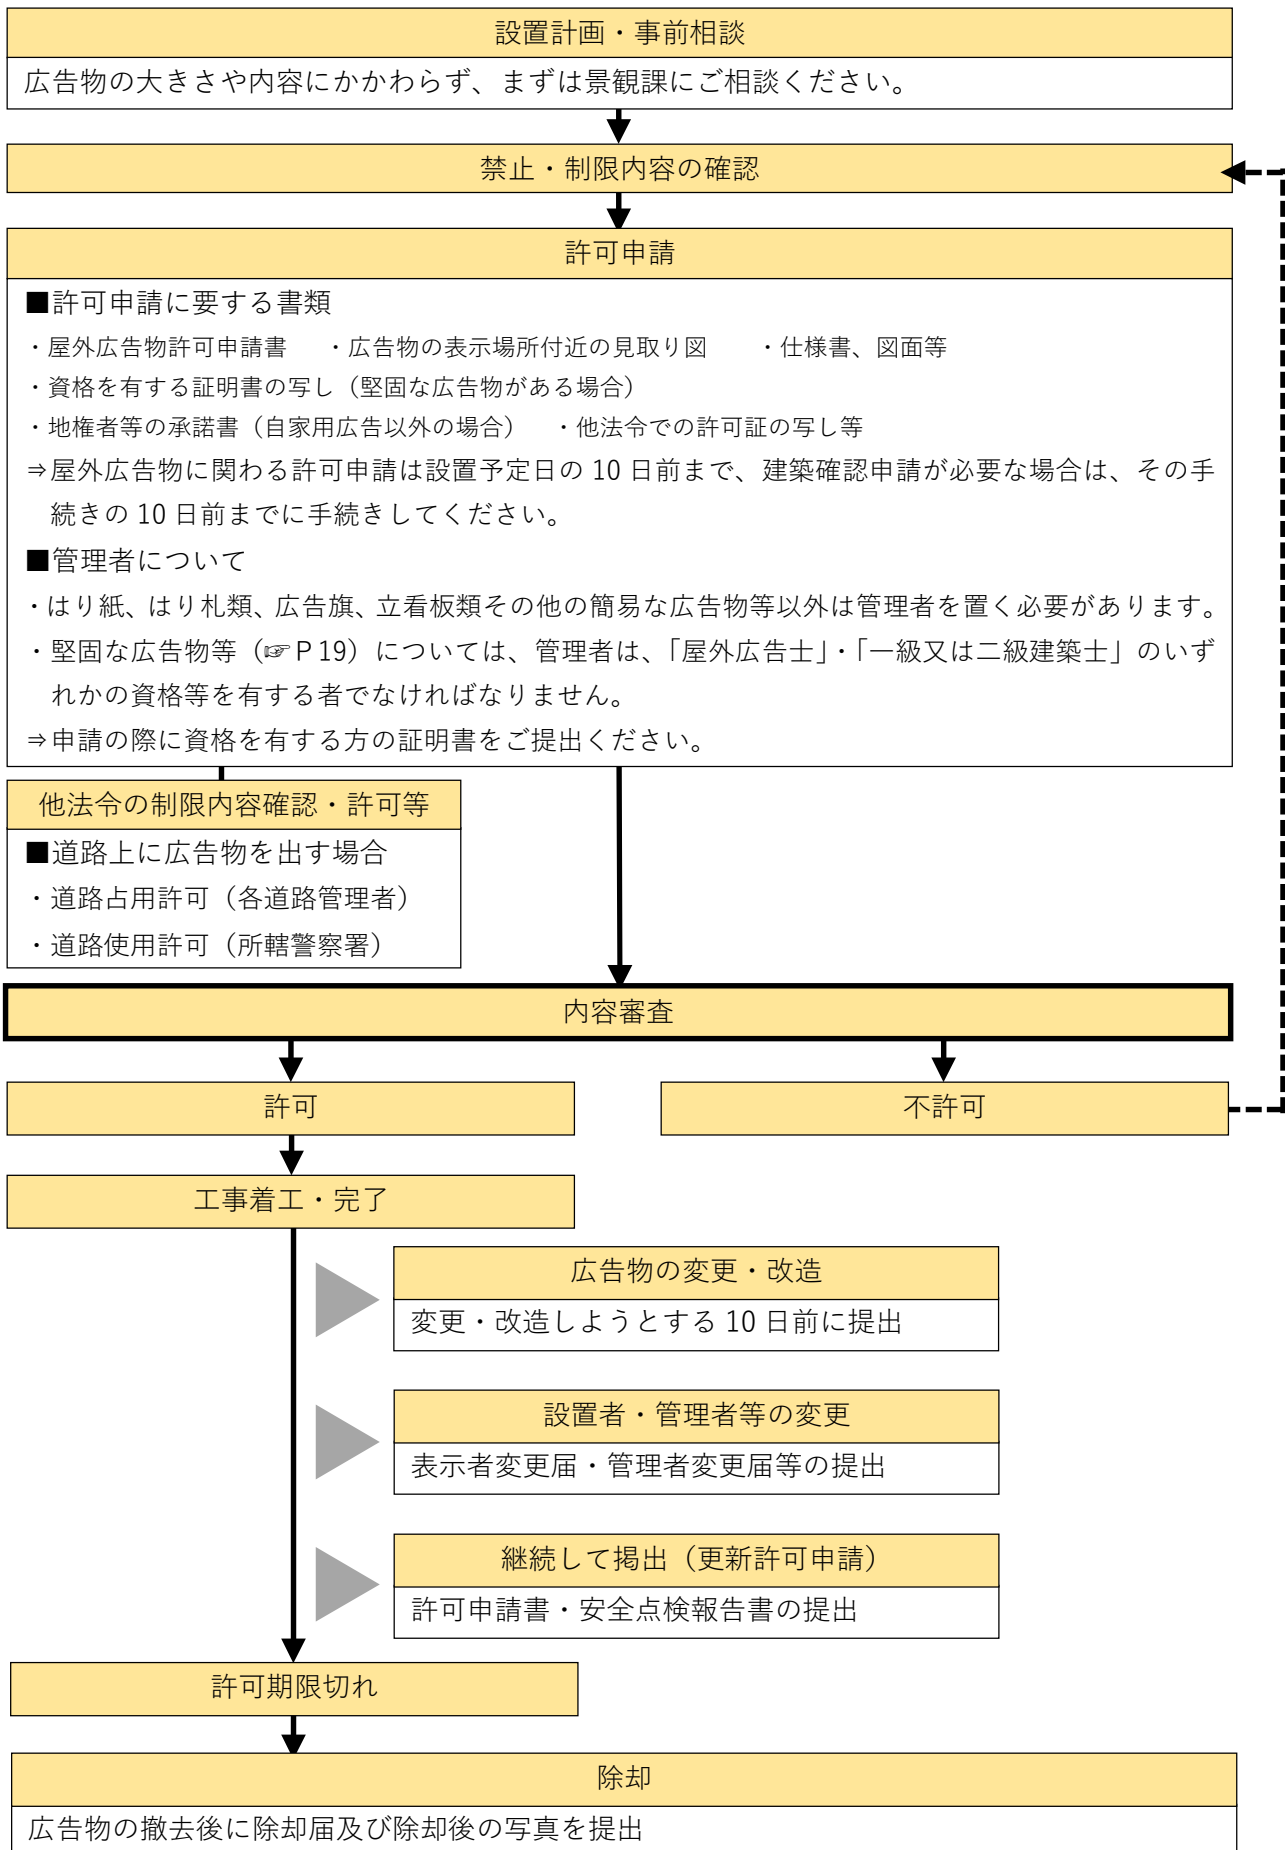 設置計画・事前相談
広告物の大きさや内容にかかわらず、まずは景観課にご相談ください。
禁止・制限内容の確認
許可申請
■許可申請に要する書類
・屋外広告物許可申請書　・広告物の表示場所付近の見取り図　・仕様書、図面等
・資格を有する証明書の写し（堅固な広告物がある場合）
・地権者等の承諾書（自家用広告以外の場合）　・他法令での許可証の写し等
⇒屋外広告物に関わる許可申請は設置予定日の 10 日前まで、建築確認申請が必要な場合は、その手
続きの 10 日前までに手続きしてください。
■管理者について
・はり紙、はり札類、広告旗、立看板類その他の簡易な広告物等以外は管理者を置く必要があります。
・堅固な広告物等（☞P 19）については、管理者は、「屋外広告士」・「一級又は二級建築士」のいず
れかの資格等を有する者でなければなりません。
⇒申請の際に資格を有する方の証明書をご提出ください。
他法令の制限内容確認・許可等
■道路上に広告物を出す場合
・道路占用許可（各道路管理者）
・道路使用許可（所轄警察署）
内容審査
許可
不許可
工事着工・完了
広告物の変更・改造
変更・改造しようとする 10 日前に提出
設置者・管理者等の変更
表示者変更届・管理者変更届等の提出
継続して掲出（更新許可申請）
許可申請書・安全点検報告書の提出
許可期限切れ
除却
広告物の撤去後に除却届及び除却後の写真を提出